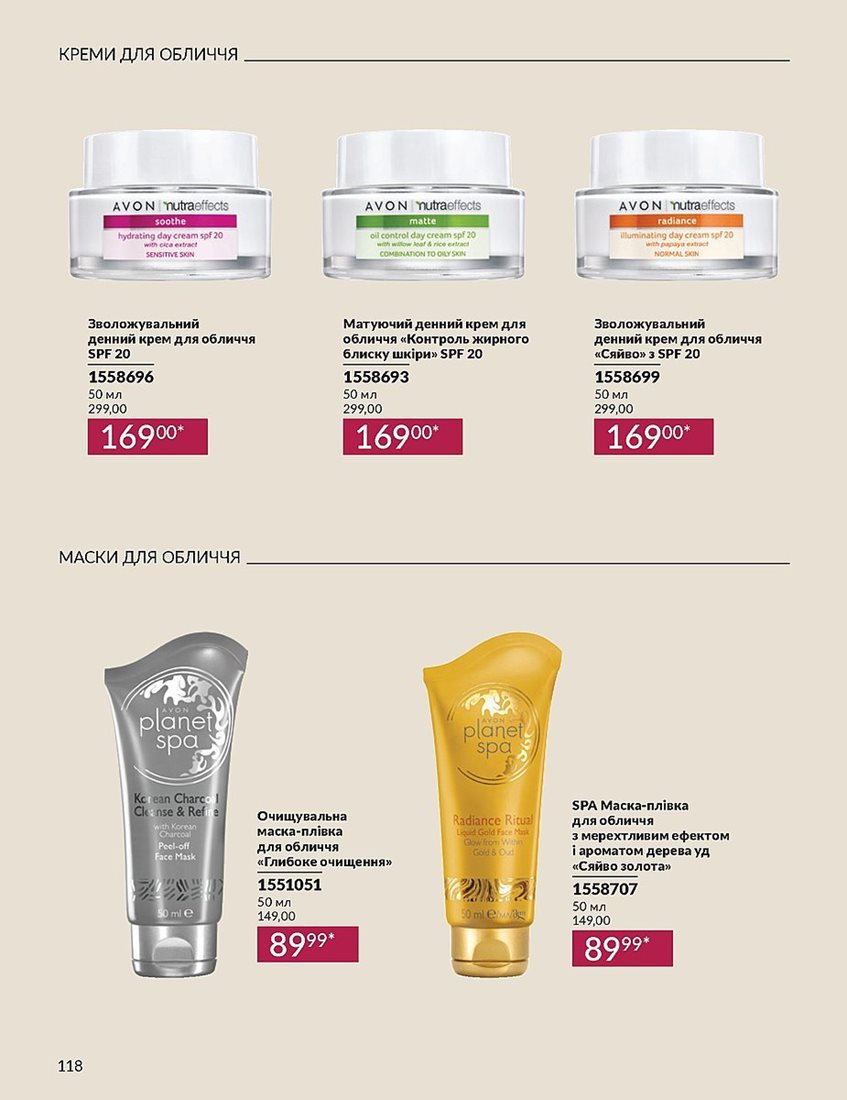 КРЕМИ ДЛЯ ОБЛИЧЧЯ
AVON nutraeffects
soothe
hydrating day cream spf 20
with cica extract
SENSITIVE SKIN
AVON nutraeffects
matte
oil control day cream spf 20
with willow leaf & rice extract
COMBINATION TO OILY SKIN
AVON nutraeffects
radiance
illuminating day cream spf 20
with papaya extract
NORMAL SKIN
Зволожувальний
денний крем для обличчя
SPF 20
1558696
50 мл
299,00
16900*
Матуючий денний крем для
обличчя «Контроль жирного
блиску шкіри» SPF 20
1558693
50 мл
299,00
16900*
Зволожувальний
денний крем для обличчя
«Сяйво» з SPF 20
1558699
50 мл
299,00
16900*
МАСКИ ДЛЯ ОБЛИЧЧЯ
AVON
planet
spa
Korean Charcoal
Cleanse & Refine
with Korean
Charcoal
Peel-off
Face Mask
50 ml e
Очищувальна
маска-плівка
для обличчя
«Глибоке очищення»
1551051
50 мл
149,00
8999*
AVON
planet
spa
Radiance Ritual
Liquid Gold Face Mask
Glow from Within
Gold & Oud
50 ml e
SPA Маска-плівка
для обличчя
з мерехтливим ефектом
і ароматом дерева уд
«Сяйво золота»
1558707
50 мл
149,00
8999*
118